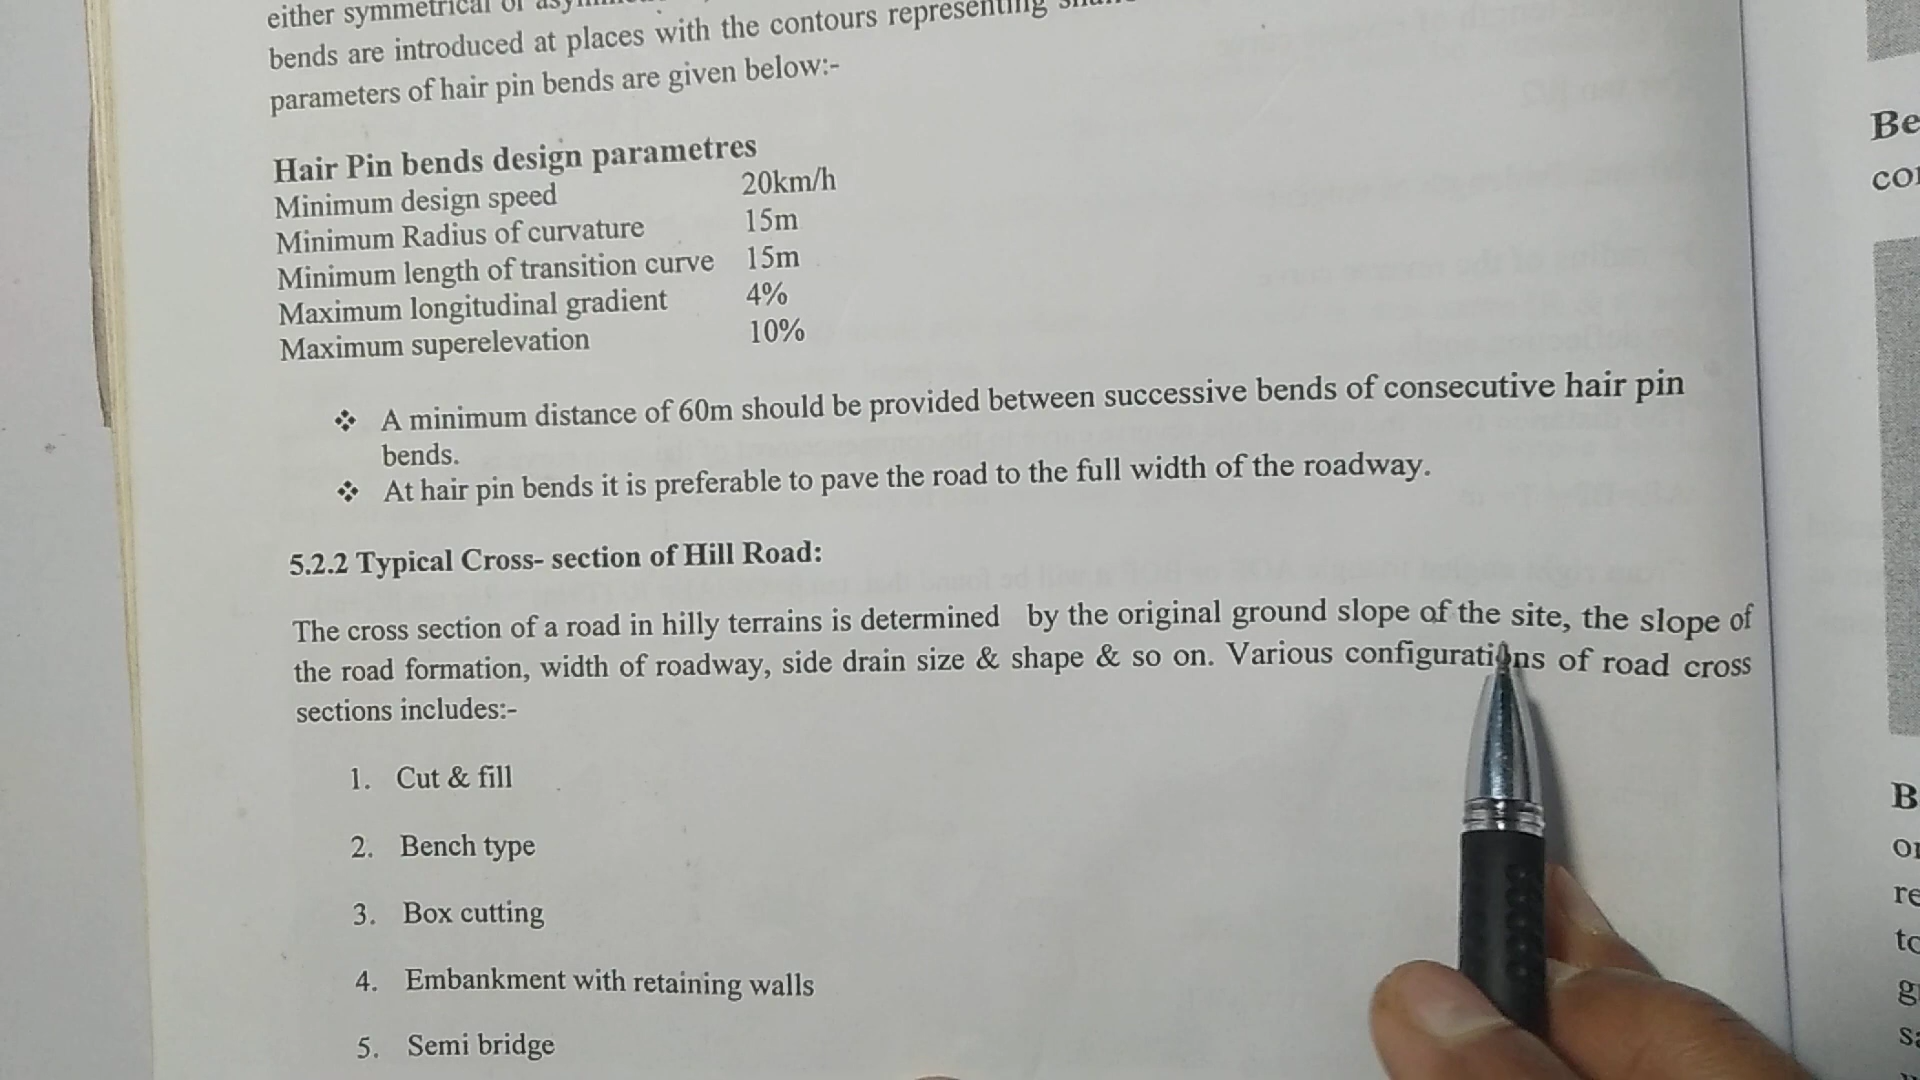 either symmetrical or
bends are introduced at places with the contours representing
parameters of hair pin bends are given below:-
Hair Pin bends design parametres
Minimum design speed 20km/h
Minimum Radius of curvature 15m
Minimum length of transition curve 15m
Maximum longitudinal gradient 4%
Maximum superelevation 10%
❖ A minimum distance of 60m should be provided between successive bends of consecutive hair pin
bends.
❖ At hair pin bends it is preferable to pave the road to the full width of the roadway.
5.2.2 Typical Cross- section of Hill Road:
The cross section of a road in hilly terrains is determined by the original ground slope of the site, the slope of
the road formation, width of roadway, side drain size & shape & so on. Various configurations of road cross
sections includes:-
1. Cut & fill
2. Bench type
3. Box cutting
4. Embankment with retaining walls
5. Semi bridge